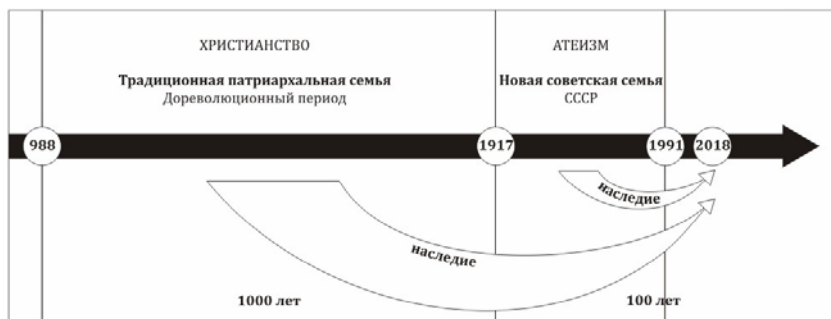 ХРИСТИАНСТВО
Традиционная патриархальная семья
Дореволюционный период
АТЕИЗМ
Новая советская семья
СССР
988
1917
1991
2018
наследие
наследие
1000 лет
100 лет